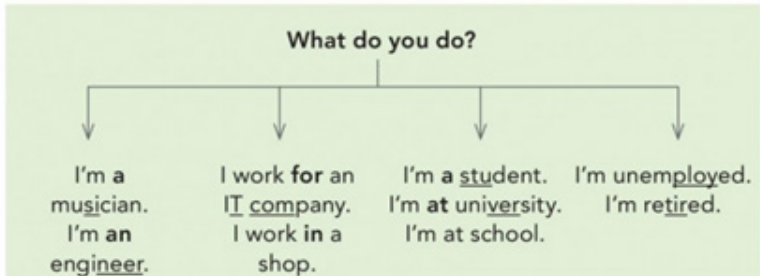 What do you do?
I'm a
musician.
I'm an
engineer.
I work for an
IT company.
I work in a
shop.
I'm a student.
I'm at university.
I'm at school.
I'm unemployed.
I'm retired.